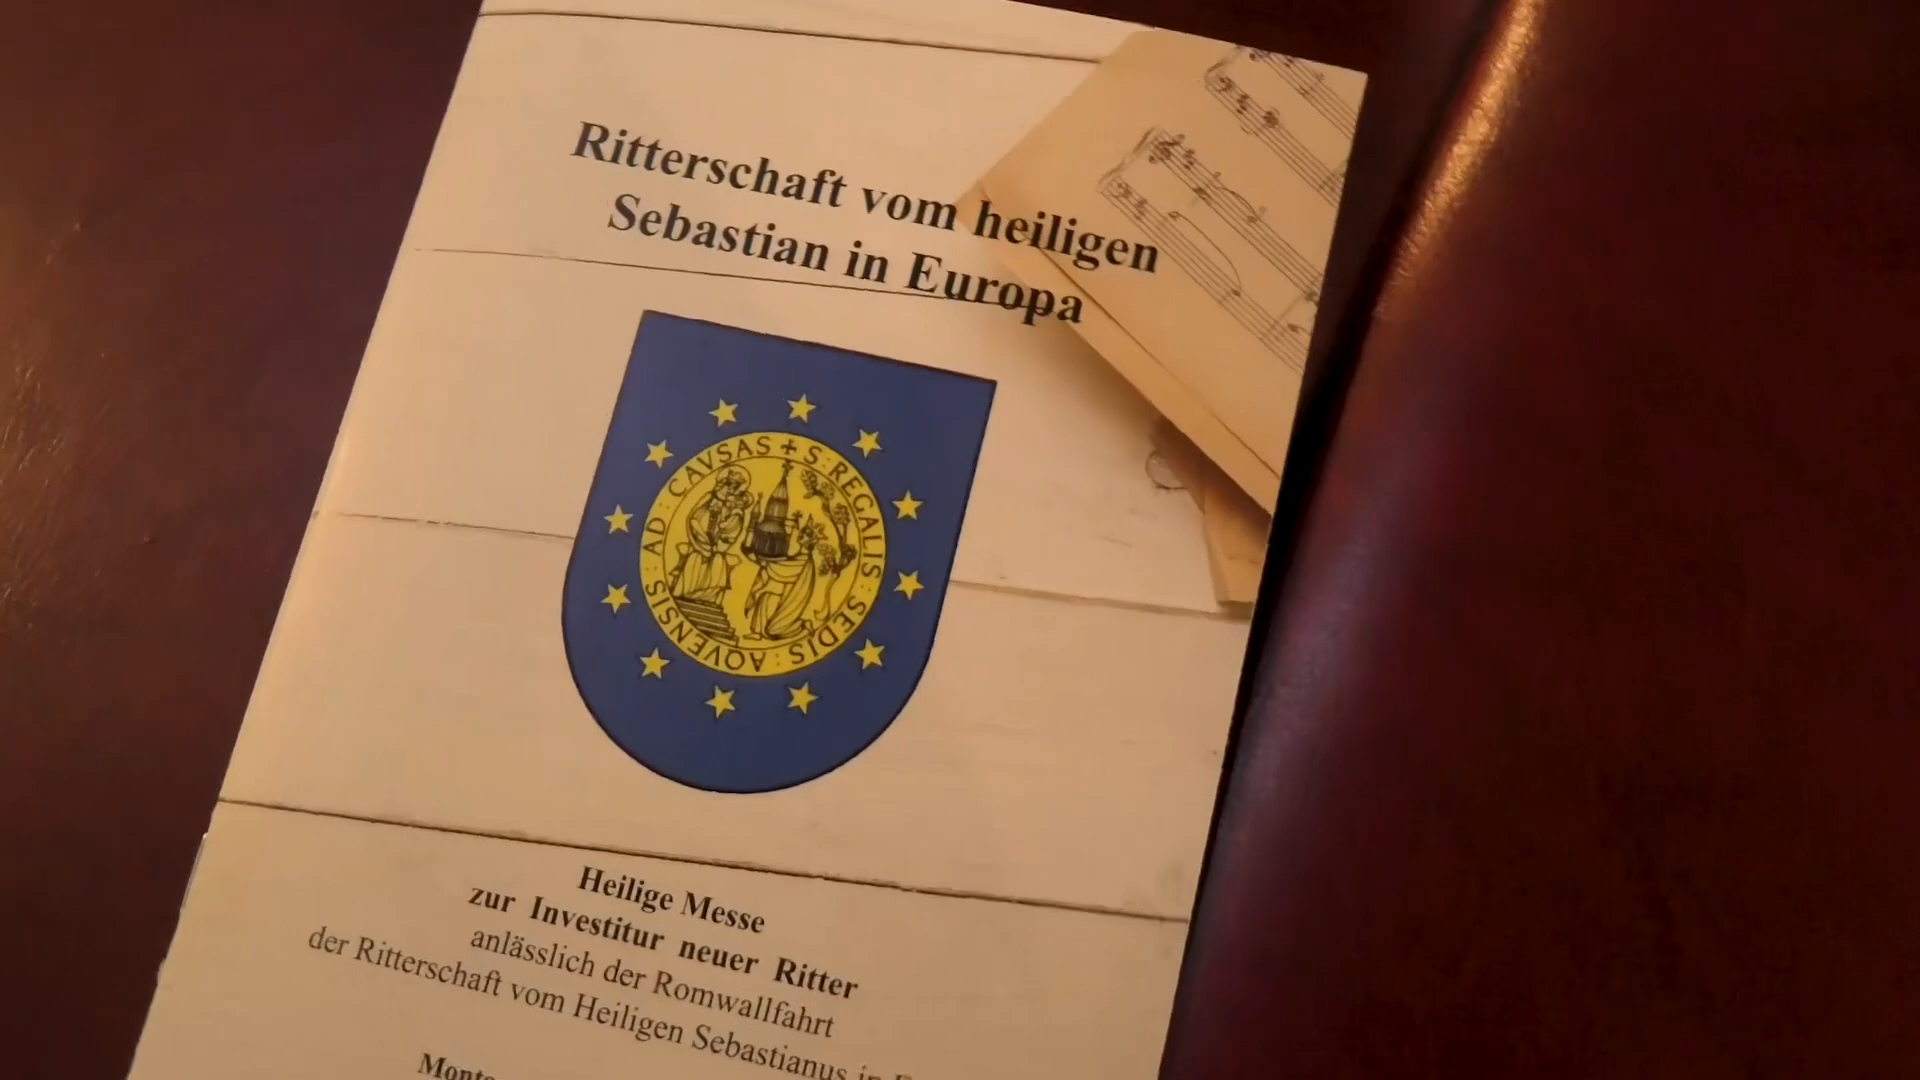 Ritterschaft vom heiligen
Sebastian in Europa
+ S: REGALIS: SEDIS: AQVENSIS: AD: CAVSAS
Heilige Messe
zur Investitur neuer Ritter
anlässlich der Romwallfahrt
der Ritterschaft vom Heiligen Sebastianus in